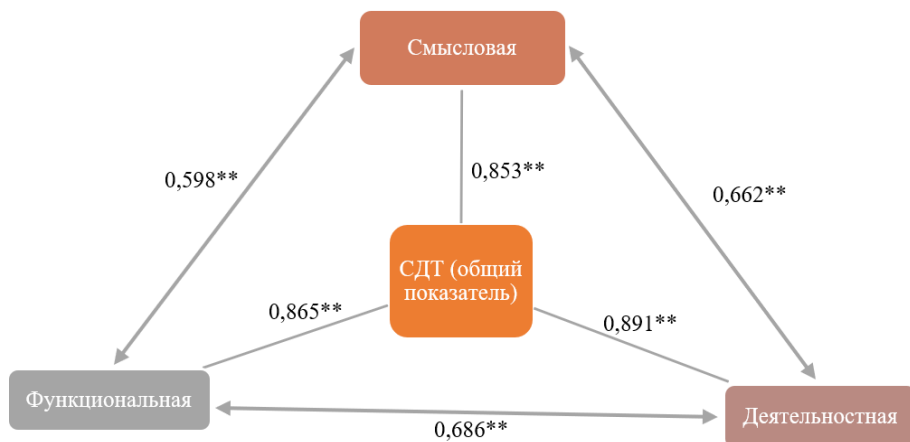 Смысловая
0,598**
0,853**
0,662**
СДТ (общий
показатель)
0,865**
0,891**
Функциональная
Деятельностная
0,686**